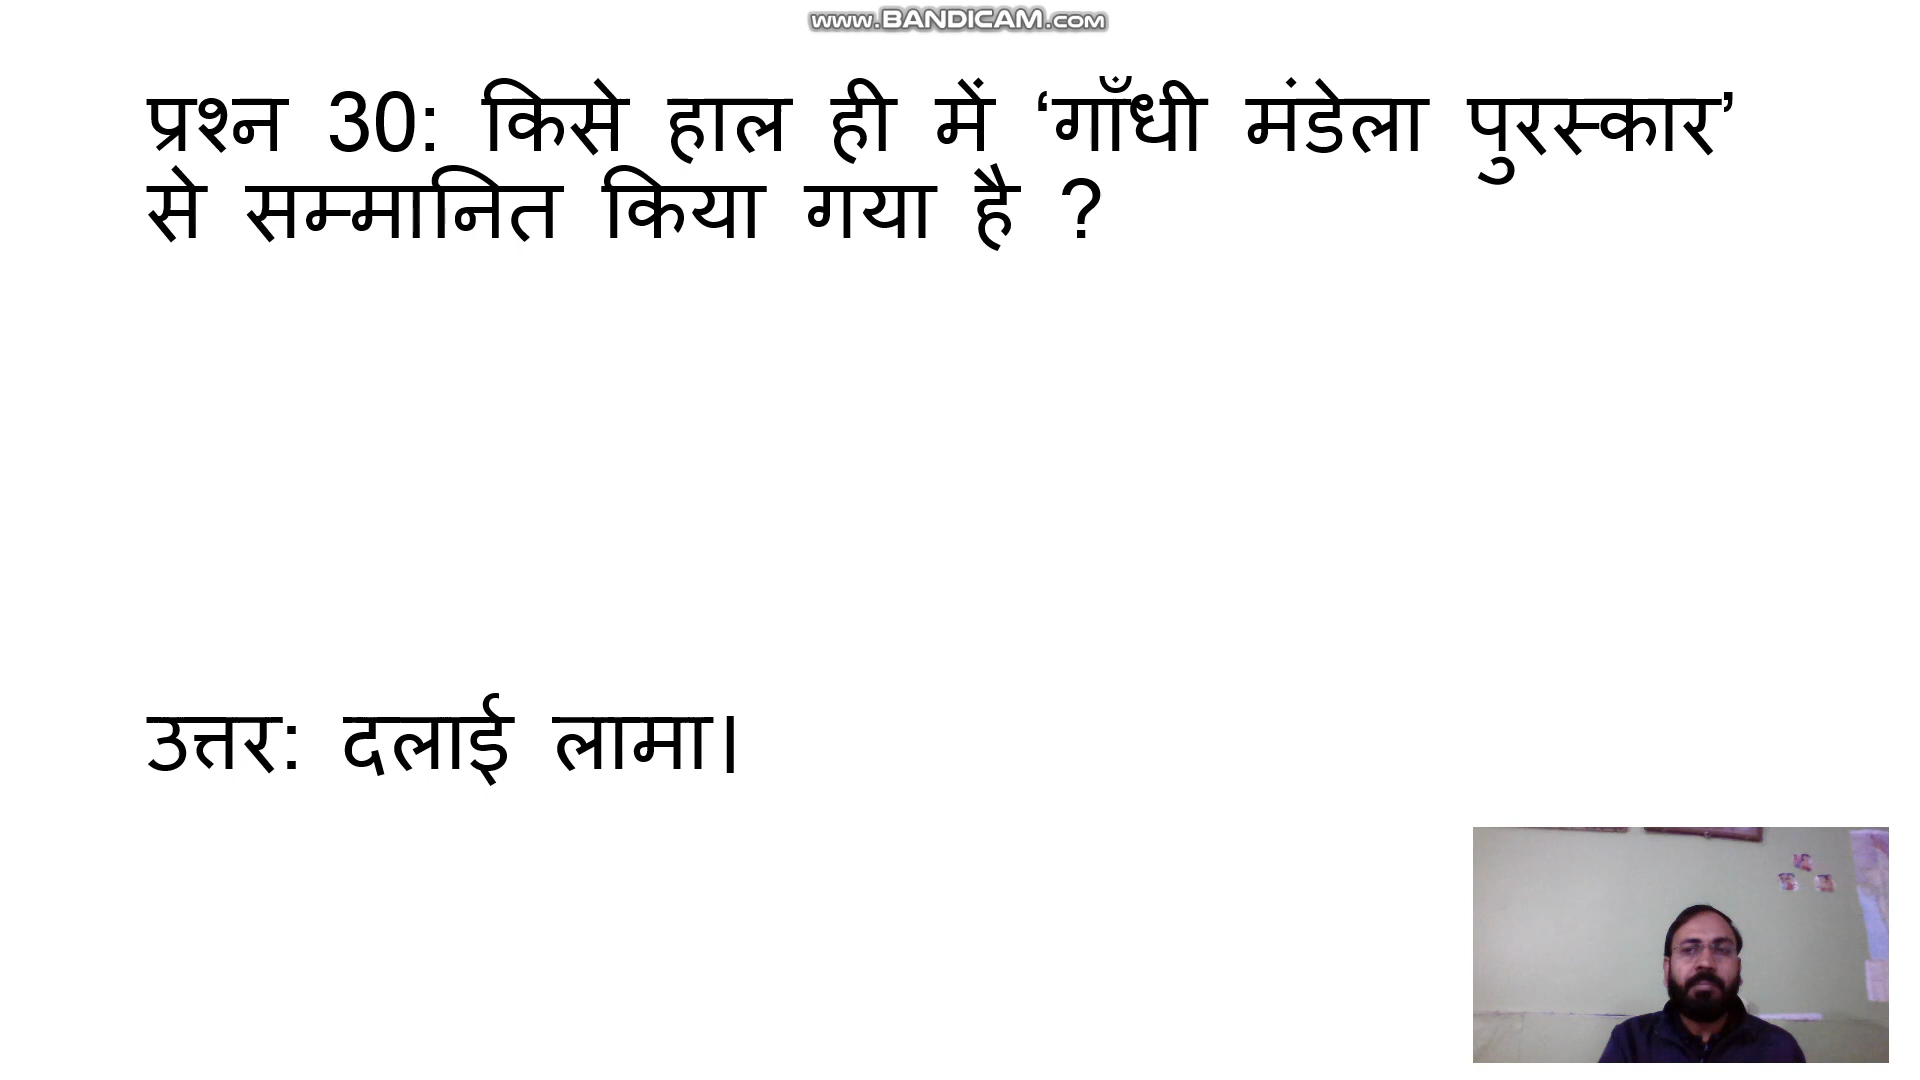 www.BANDICAM.com
प्रश्न 30: किसे हाल ही में ‘गाँधी मंडेला पुरस्कार’
से सम्मानित किया गया है ?
उत्तर: दलाई लामा।